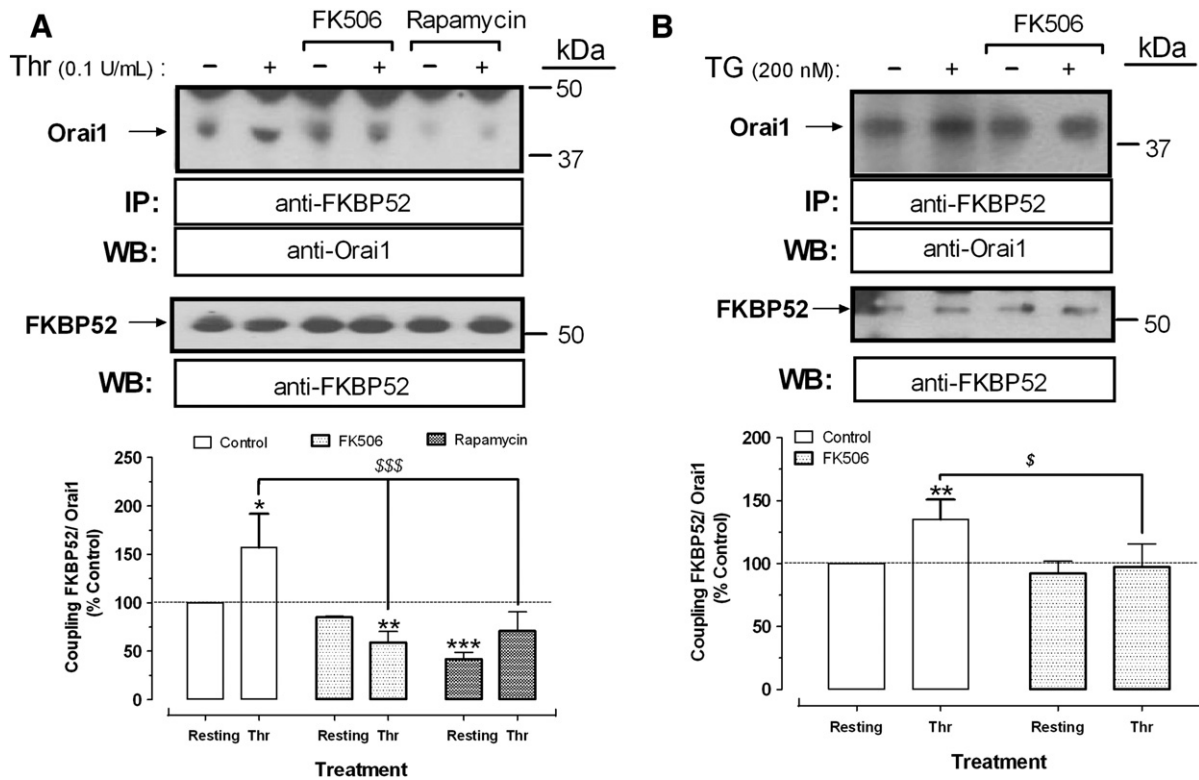 A
FK506 Rapamycin
kDa
Thr (0.1 U/mL) : – + – + – +
50
Orai1
37
IP: anti-FKBP52
WB: anti-Orai1
FKBP52
50
WB: anti-FKBP52
Control FK506 Rapamycin
250
200
150
100
50
0
Coupling FKBP52/ Orai1
(% Control)
$$$
*
**
***
Resting Thr Resting Thr Resting Thr
Treatment
B
FK506
kDa
TG (200 nM) : – + – +
Orai1
37
IP: anti-FKBP52
WB: anti-Orai1
FKBP52
50
WB: anti-FKBP52
Control
FK506
200
150
100
50
0
Coupling FKBP52/ Orai1
(% Control)
$
**
Resting Thr Resting Thr
Treatment